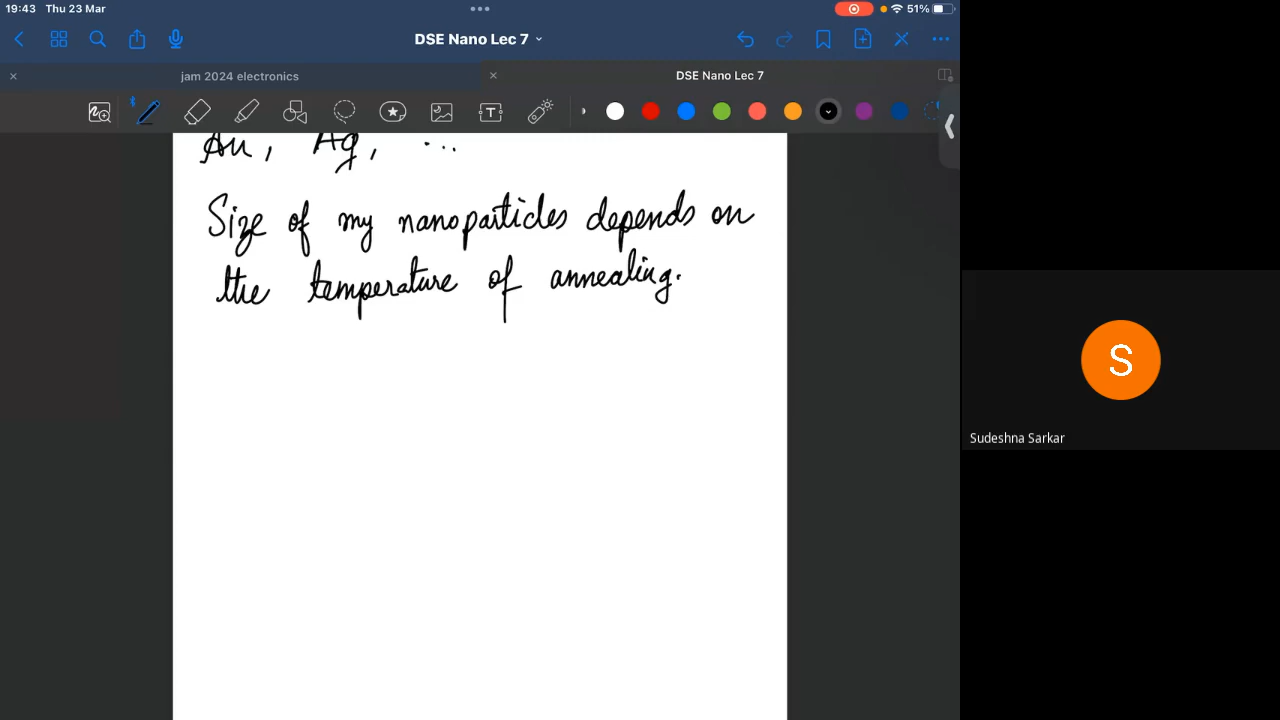 19:43 Thu 23 Mar
51%
DSE Nano Lec 7
jam 2024 electronics
DSE Nano Lec 7
T
Au, Ag, ...
Size of my nanoparticles depends on
the temperature of annealing.
S
Sudeshna Sarkar